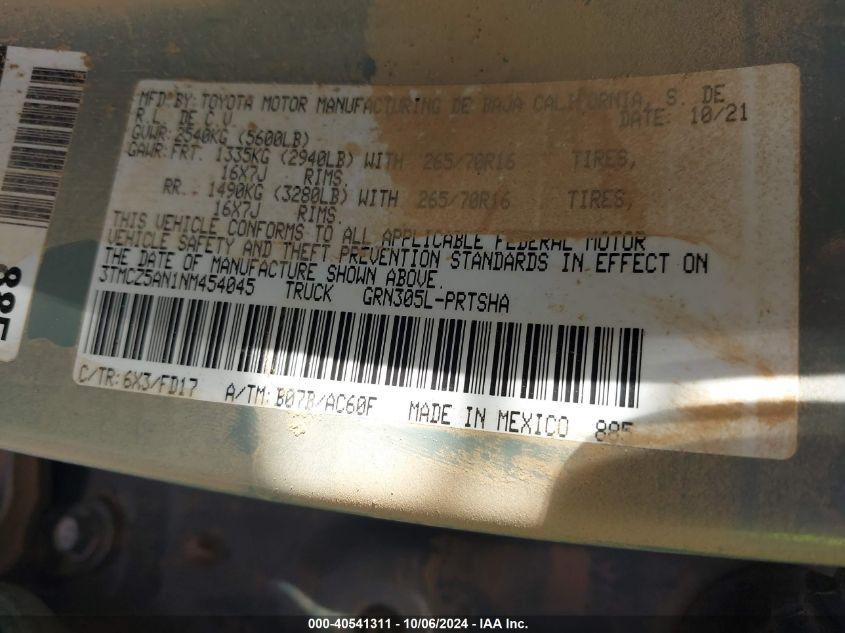 MFD BY: TOYOTA MOTOR MANUFACTURING DE BAJA CALIFORNIA, S. DE
R.L. DE C.V. DATE: 10/21
GVWR: 2540KG (5600LB)
GAWR: FRT. 1335KG (2940LB) WITH 265/70R16 TIRES,
16X7J RIMS,
RR. 1490KG (3280LB) WITH 265/70R16 TIRES,
16X7J RIMS.
THIS VEHICLE CONFORMS TO ALL APPLICABLE FEDERAL MOTOR
VEHICLE SAFETY AND THEFT PREVENTION STANDARDS IN EFFECT ON
THE DATE OF MANUFACTURE SHOWN ABOVE.
3TMCZ5AN1NM454045 TRUCK GRN305L-PRTSHA
C/TR: 6X3/FD17 A/TM: B07B/AC60F MADE IN MEXICO 885
885
000-40541311 - 10/06/2024 - IAA Inc.